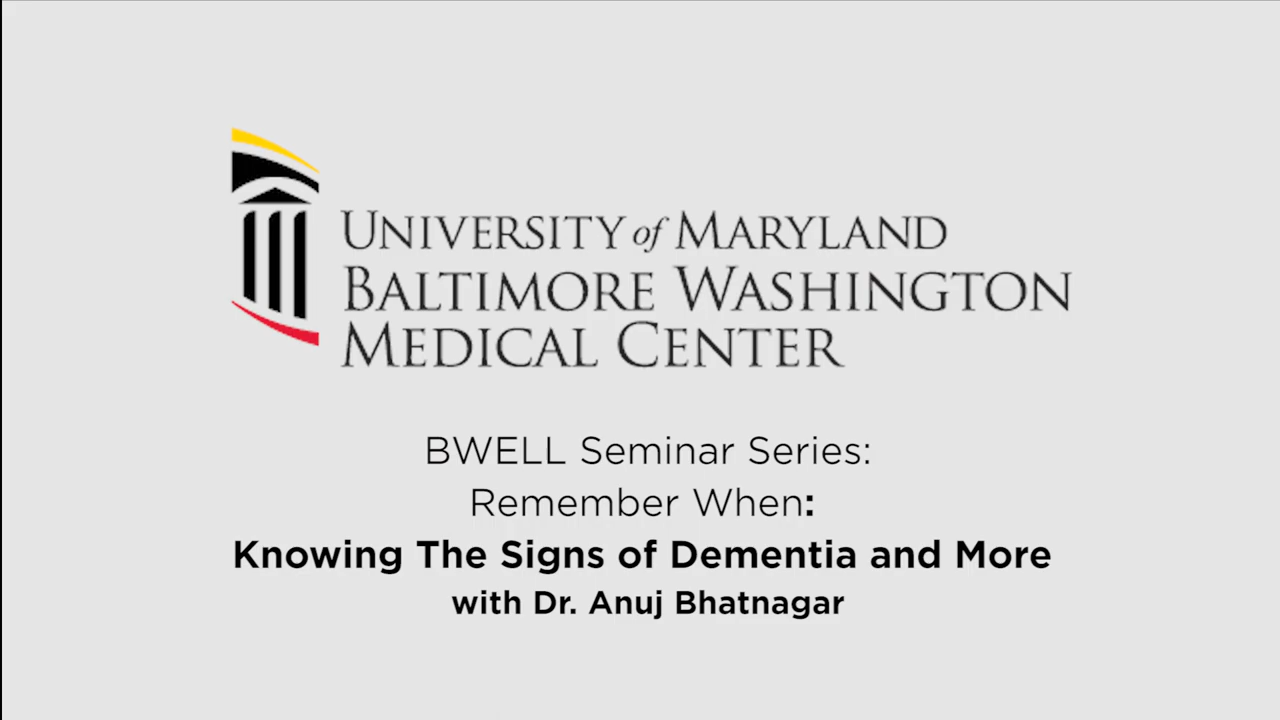 UNIVERSITY of MARYLAND
BALTIMORE WASHINGTON
MEDICAL CENTER
BWELL Seminar Series:
Remember When:
Knowing The Signs of Dementia and More
with Dr. Anuj Bhatnagar